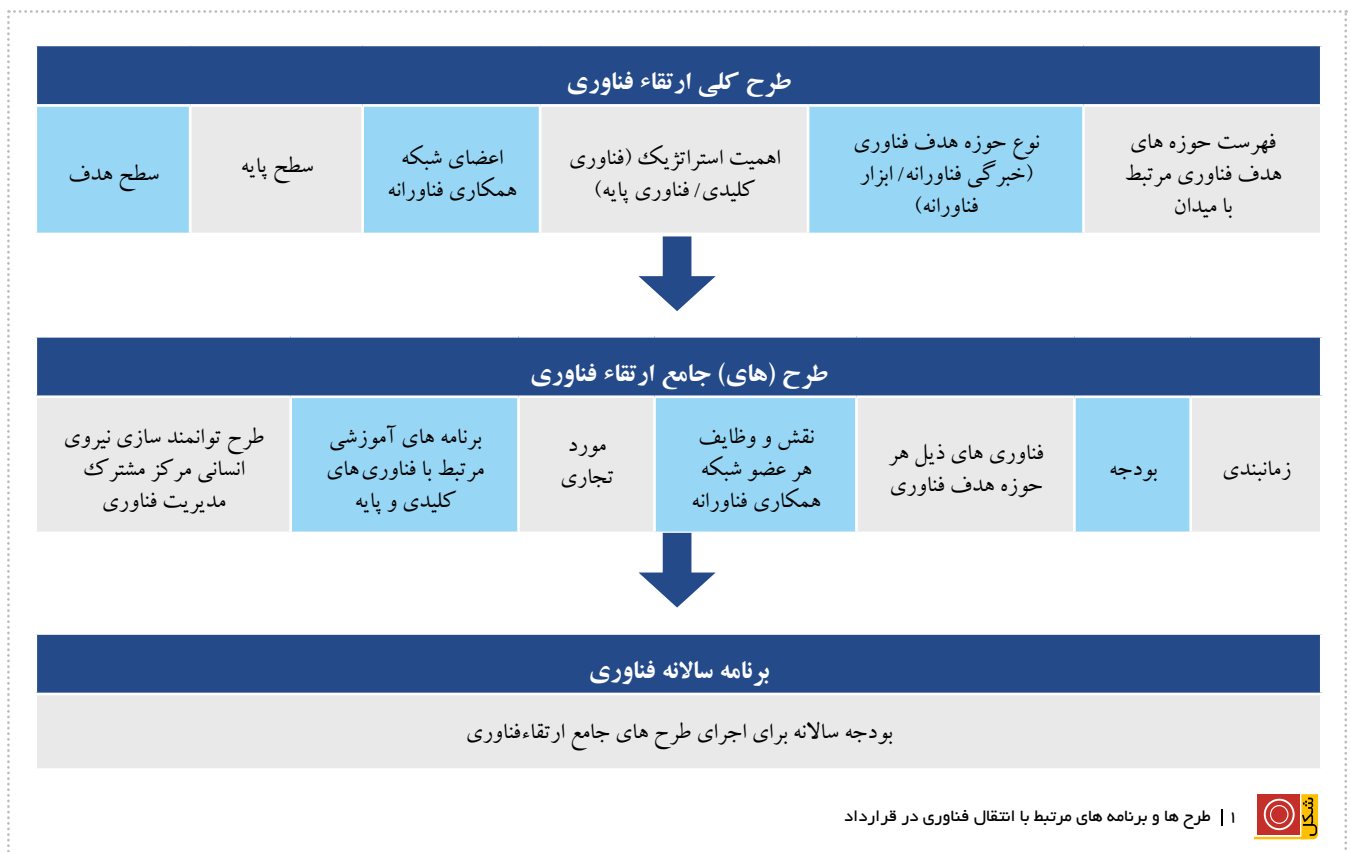 طرح کلی ارتقاء فناوری
فهرست حوزه های
هدف فناوری مرتبط
با میدان
نوع حوزه هدف فناوری
(خبرگی فناورانه/ ابزار
فناورانه)
اهمیت استراتژیک (فناوری
کلیدی/ فناوری پایه)
اعضای شبکه
همکاری فناورانه
سطح پایه
سطح هدف
طرح (های) جامع ارتقاء فناوری
زمانبندی
بودجه
فناوری های ذیل هر
حوزه هدف فناوری
نقش و وظایف
هر عضو شبکه
همکاری فناورانه
مورد
تجاری
برنامه های آموزشی
مرتبط با فناوری‌های
کلیدی و پایه
طرح توانمند سازی نیروی
انسانی مرکز مشترک
مدیریت فناوری
برنامه سالانه فناوری
بودجه سالانه برای اجرای طرح های جامع ارتقاءفناوری
شکل ۱ | طرح ها و برنامه های مرتبط با انتقال فناوری در قرارداد